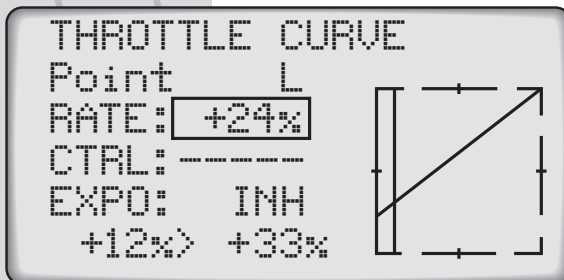 THROTTLE CURVE
Point L
RATE: +24%
CTRL: -----
EXPO: INH
+12%> +33%